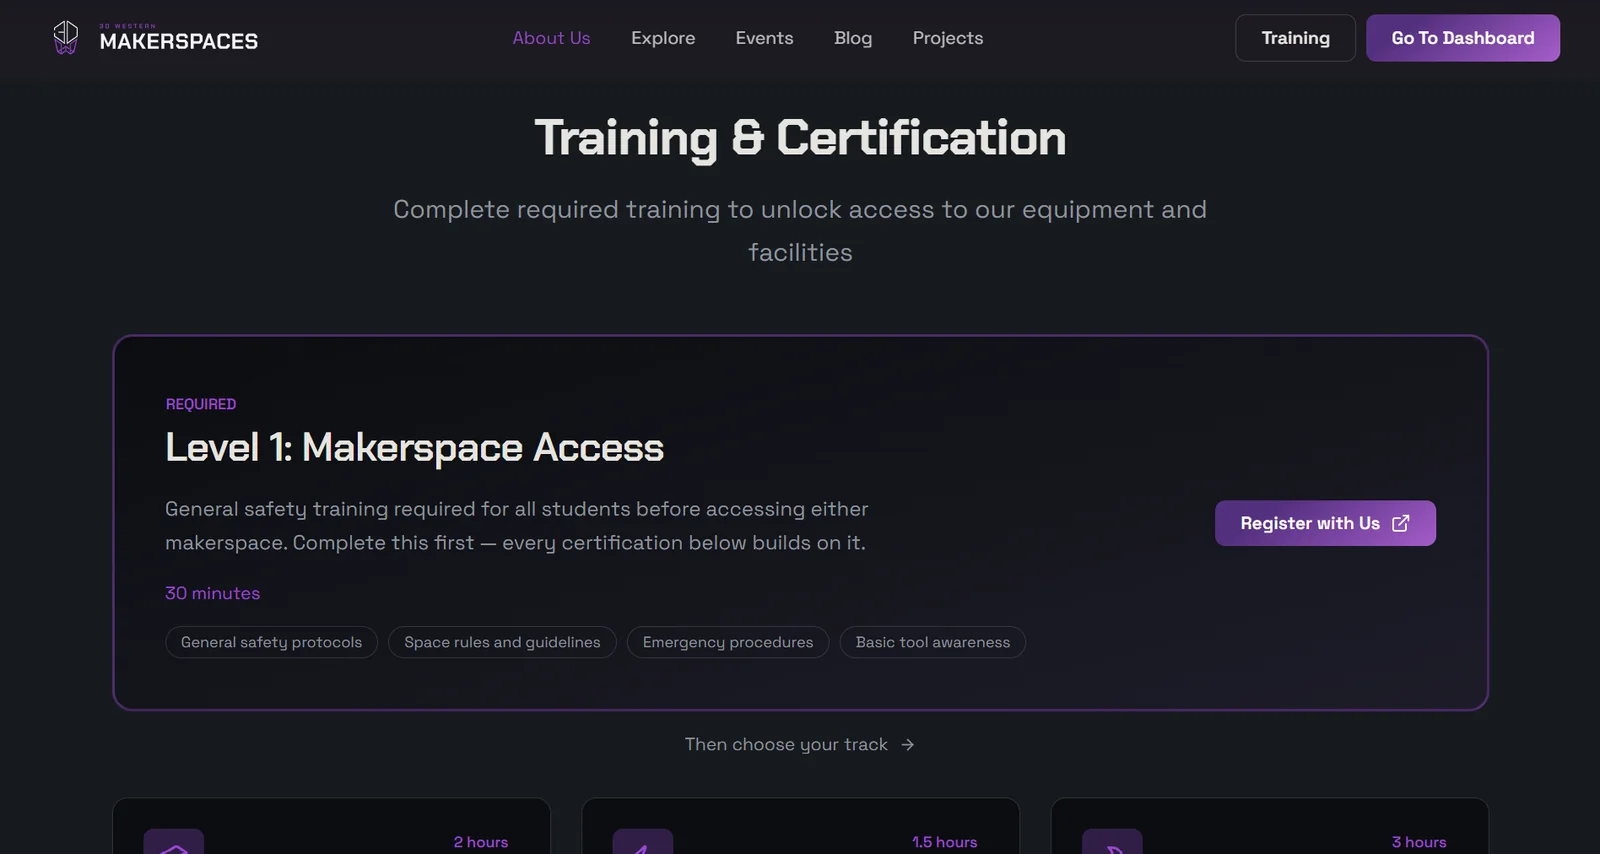 3D WESTERN
MAKERSPACES
About Us
Explore
Events
Blog
Projects
Training
Go To Dashboard
Training & Certification
Complete required training to unlock access to our equipment and
facilities
REQUIRED
Level 1: Makerspace Access
General safety training required for all students before accessing either
makerspace. Complete this first — every certification below builds on it.
30 minutes
General safety protocols
Space rules and guidelines
Emergency procedures
Basic tool awareness
Register with Us
Then choose your track →
2 hours
1.5 hours
3 hours